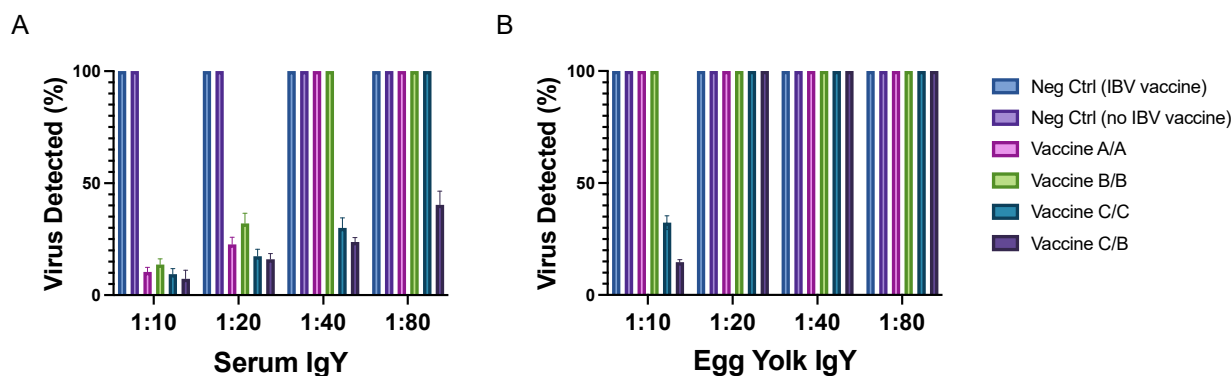 A
Virus Detected (%)
100
50
0
1:10 1:20 1:40 1:80
Serum IgY
B
Virus Detected (%)
100
50
0
1:10 1:20 1:40 1:80
Egg Yolk IgY
Neg Ctrl (IBV vaccine)
Neg Ctrl (no IBV vaccine)
Vaccine A/A
Vaccine B/B
Vaccine C/C
Vaccine C/B